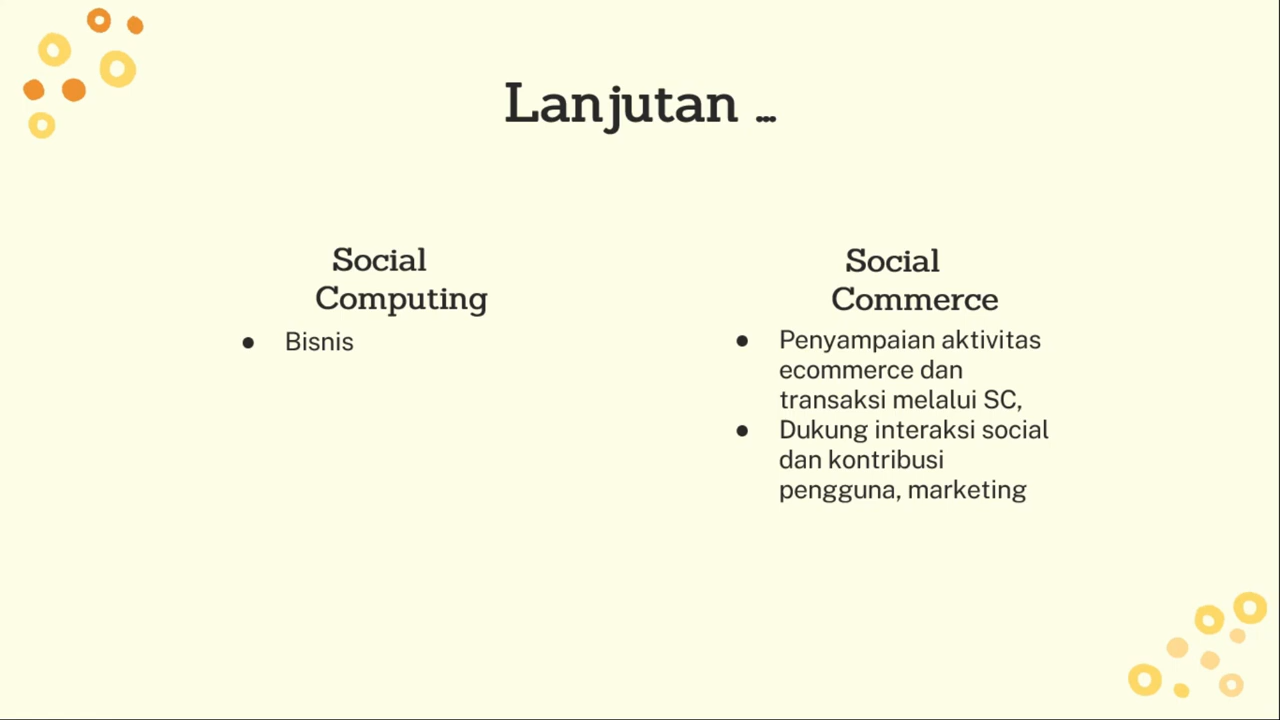 Lanjutan ...
Social
Computing
● Bisnis
Social
Commerce
● Penyampaian aktivitas
ecommerce dan
transaksi melalui SC,
● Dukung interaksi social
dan kontribusi
pengguna, marketing